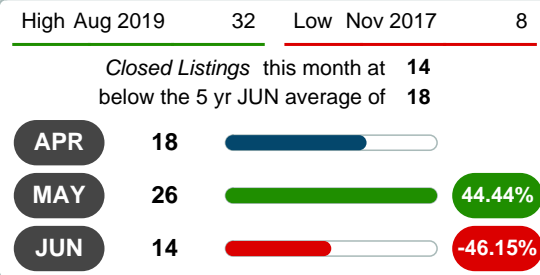 High Aug 2019 32 Low Nov 2017 8
Closed Listings this month at 14
below the 5 yr JUN average of 18
APR 18
MAY 26 44.44%
JUN 14 -46.15%